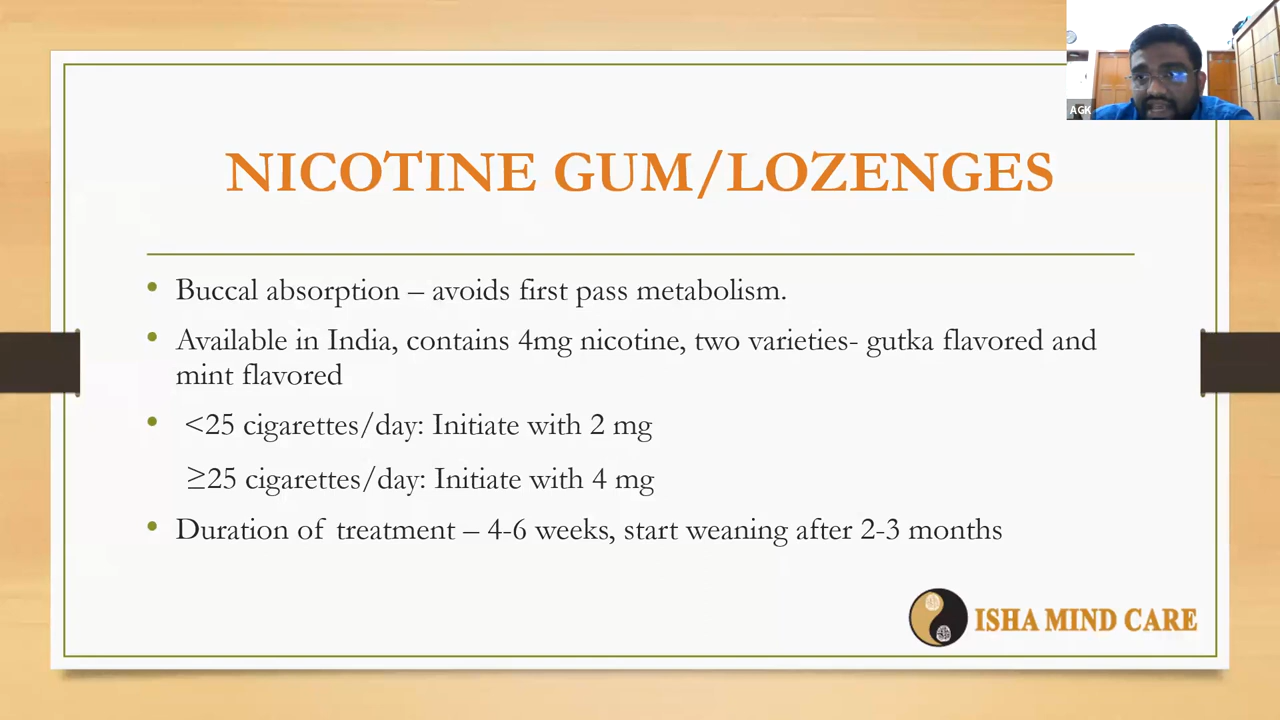 AGK
NICOTINE GUM/LOZENGES
• Buccal absorption – avoids first pass metabolism.
• Available in India, contains 4mg nicotine, two varieties- gutka flavored and
mint flavored
• <25 cigarettes/day: Initiate with 2 mg
≥25 cigarettes/day: Initiate with 4 mg
• Duration of treatment – 4-6 weeks, start weaning after 2-3 months
ISHA MIND CARE